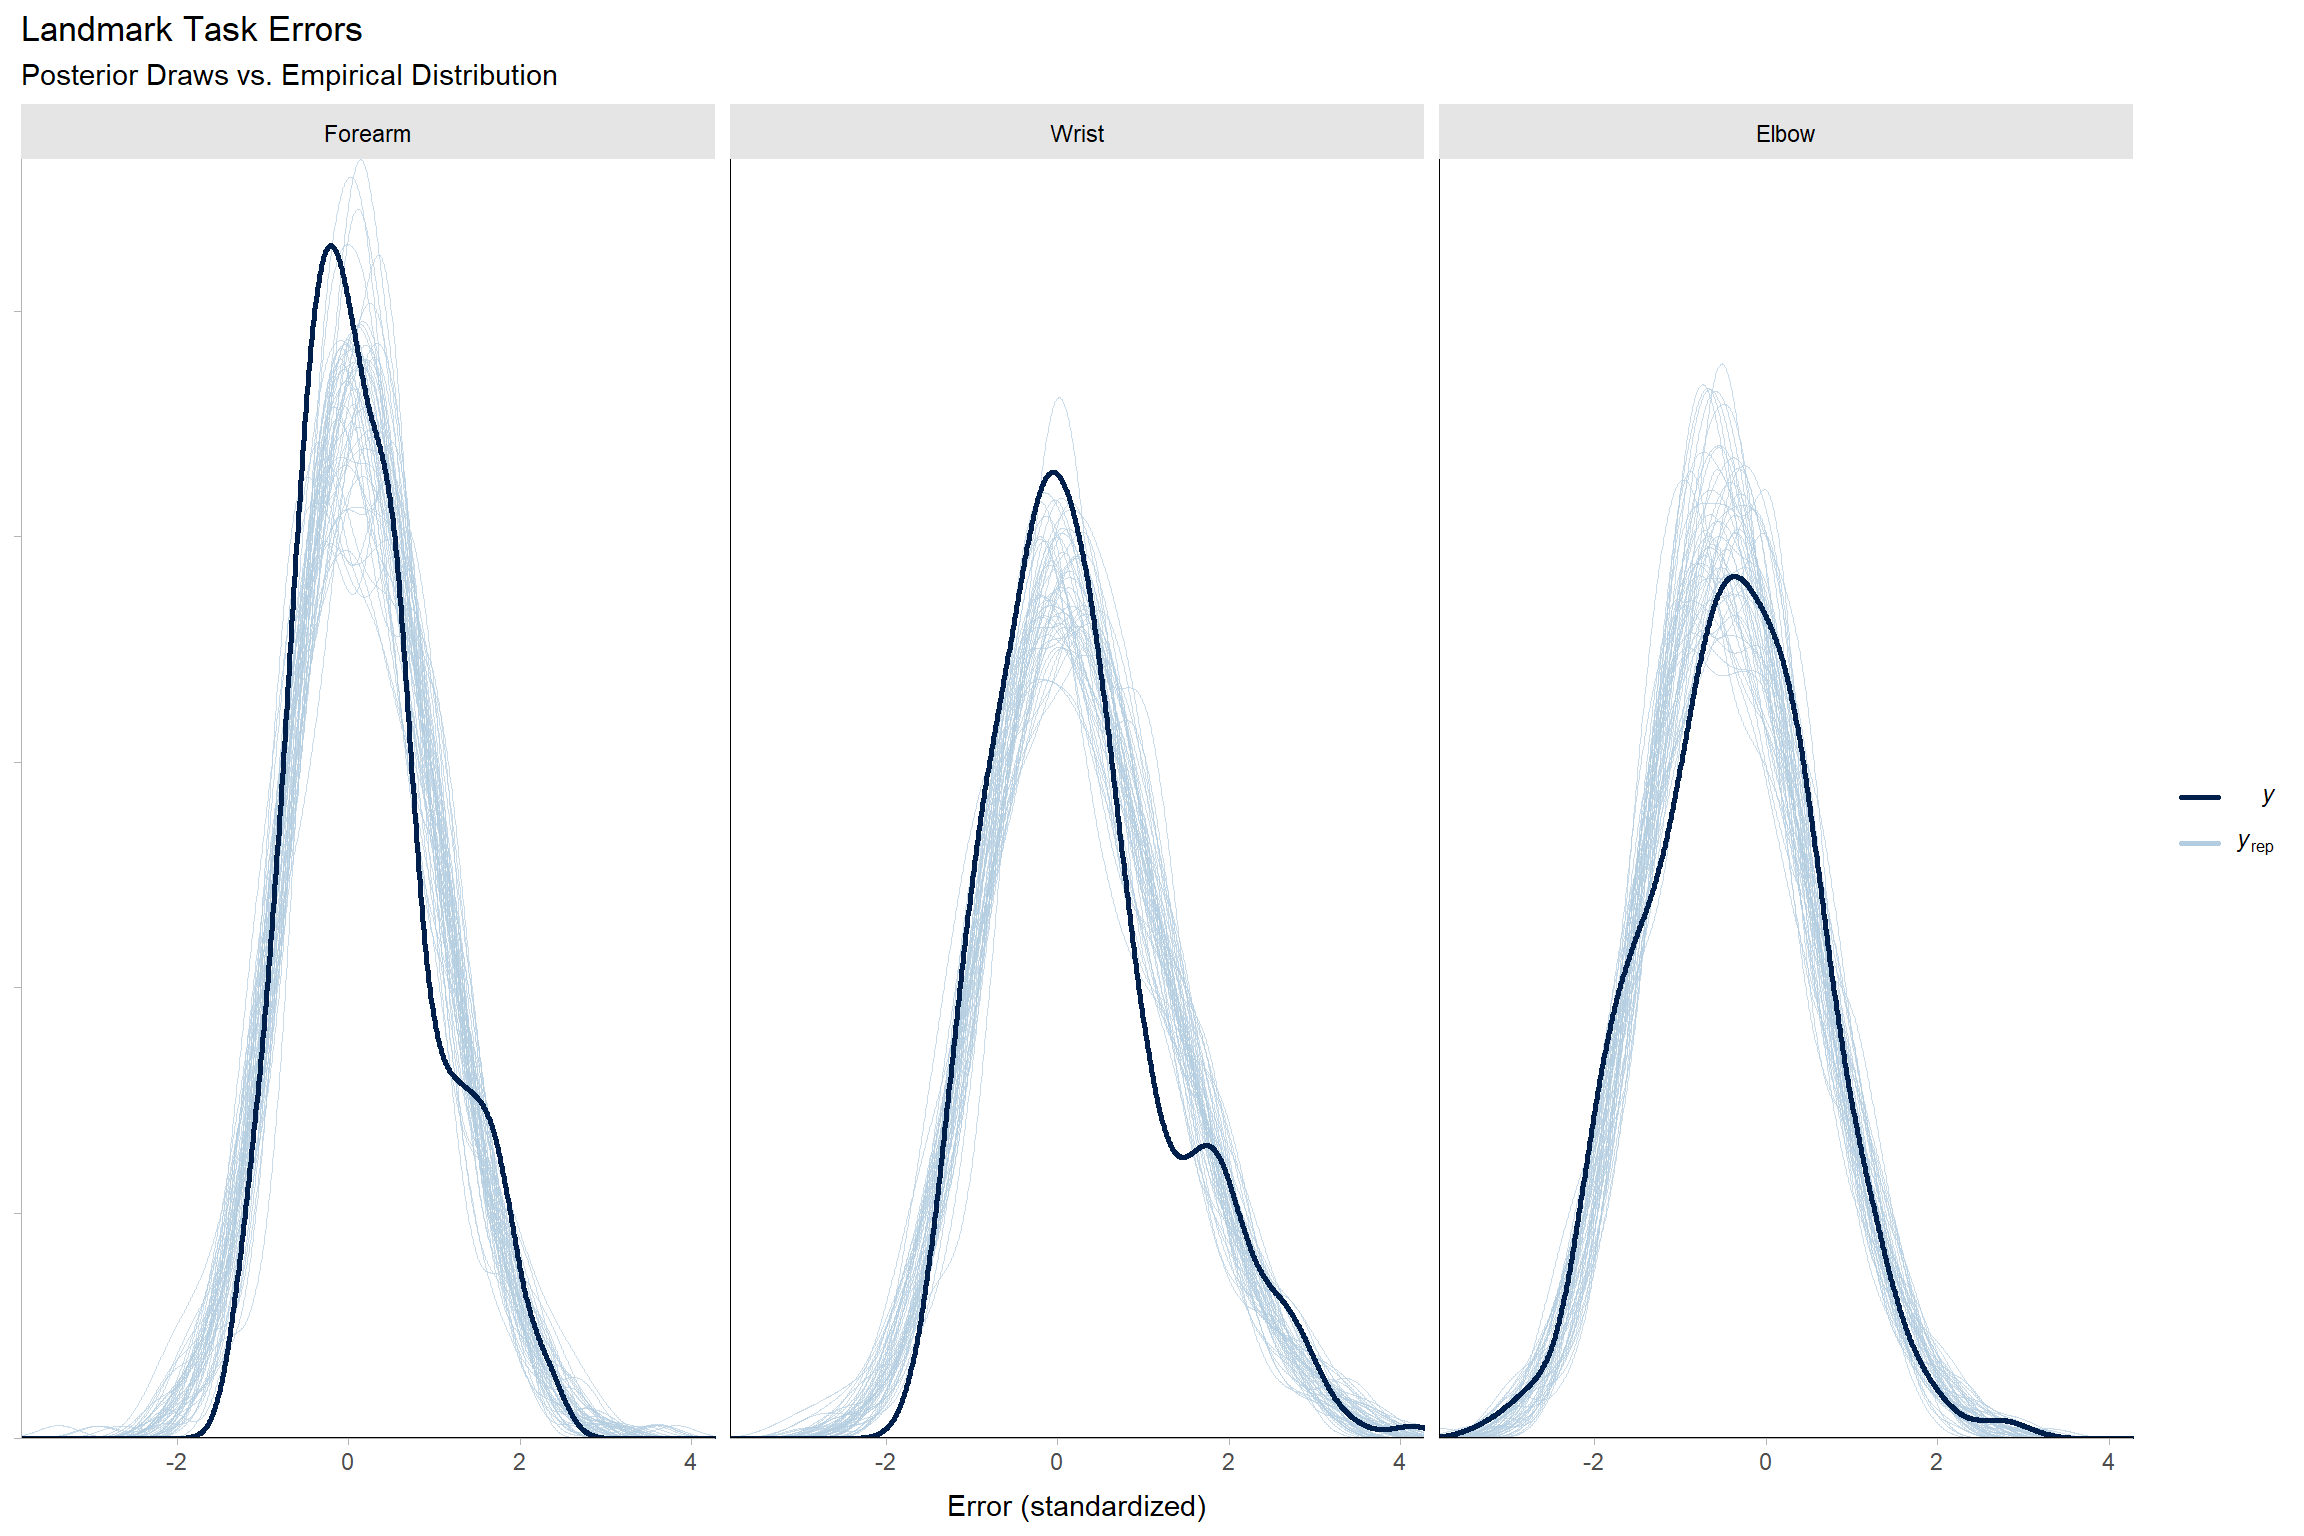 Landmark Task Errors
Posterior Draws vs. Empirical Distribution
Forearm Wrist Elbow
y
y rep
-2 0 2 4 -2 0 2 4 -2 0 2 4
Error (standardized)